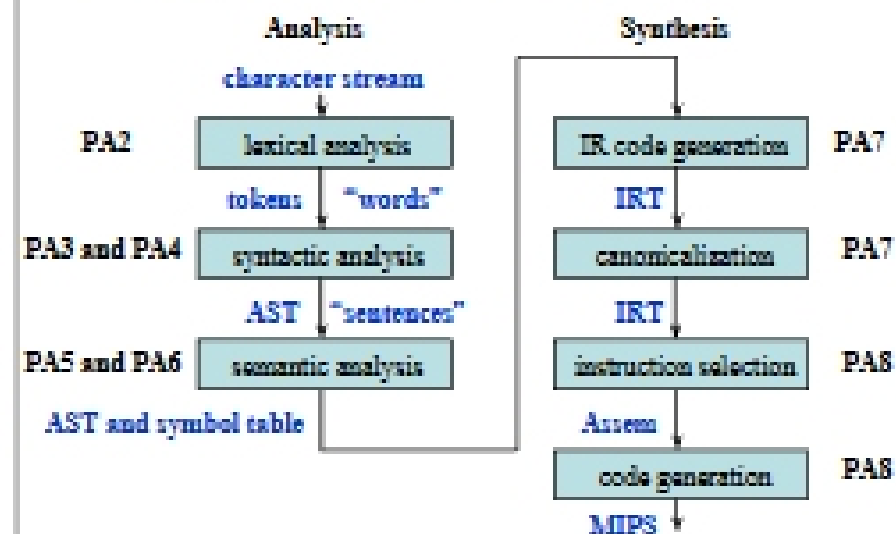 Analysis
character stream
PA2
lexical analysis
tokens "words"
PA3 and PA4
syntactic analysis
AST "sentences"
PA5 and PA6
semantic analysis
AST and symbol table
Synthesis
IR code generation
PA7
IRT
canonicalization
PA7
IRT
instruction selection
PA8
Assem
code generation
PA8
MIPS